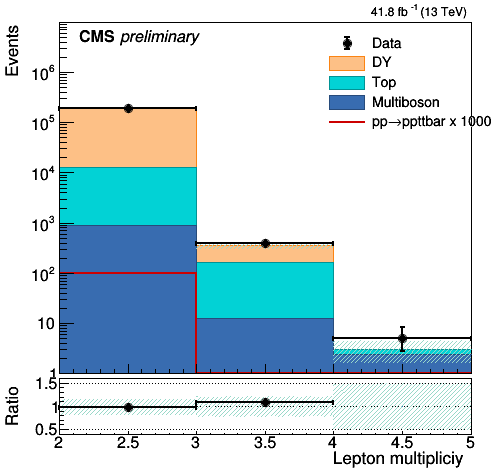 41.8 fb⁻¹ (13 TeV)
CMS preliminary
Events
Data
DY
Top
Multiboson
pp→ppttbar x 1000
10⁶
10⁵
10⁴
10³
10²
10
1
Ratio
1.5
1
0.5
2 2.5 3 3.5 4 4.5 5
Lepton multipliciy